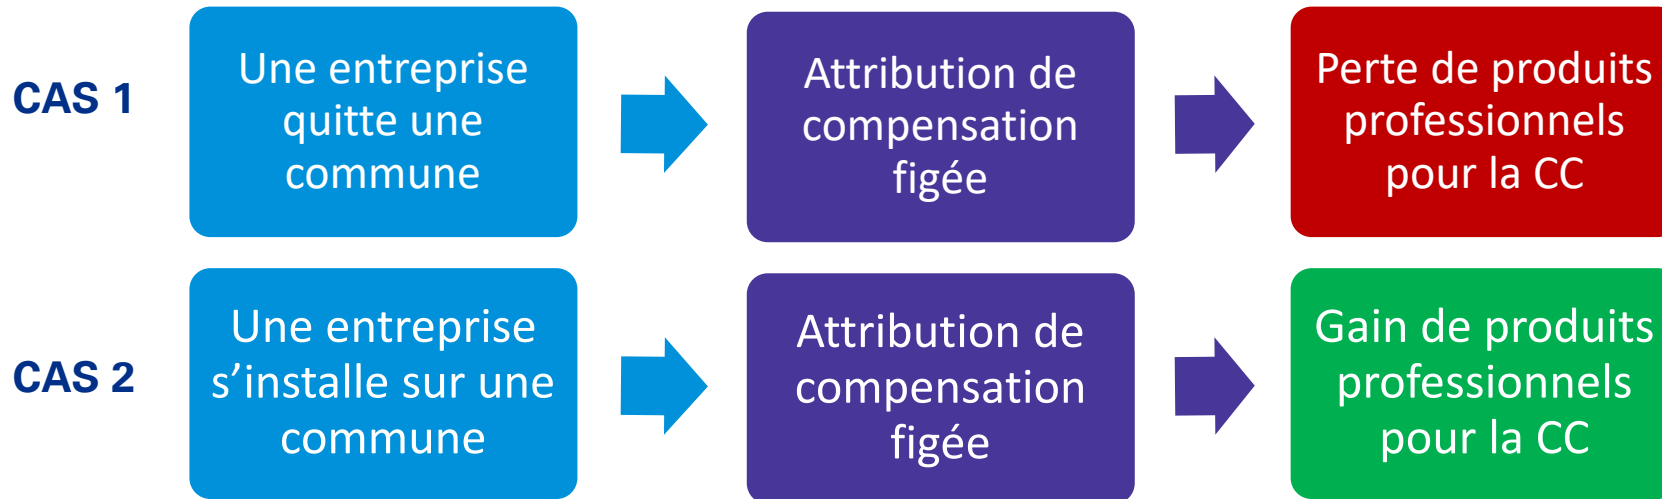 CAS 1
Une entreprise
quitte une
commune
Attribution de
compensation
figée
Perte de produits
professionnels
pour la CC
CAS 2
Une entreprise
s’installe sur une
commune
Attribution de
compensation
figée
Gain de produits
professionnels
pour la CC